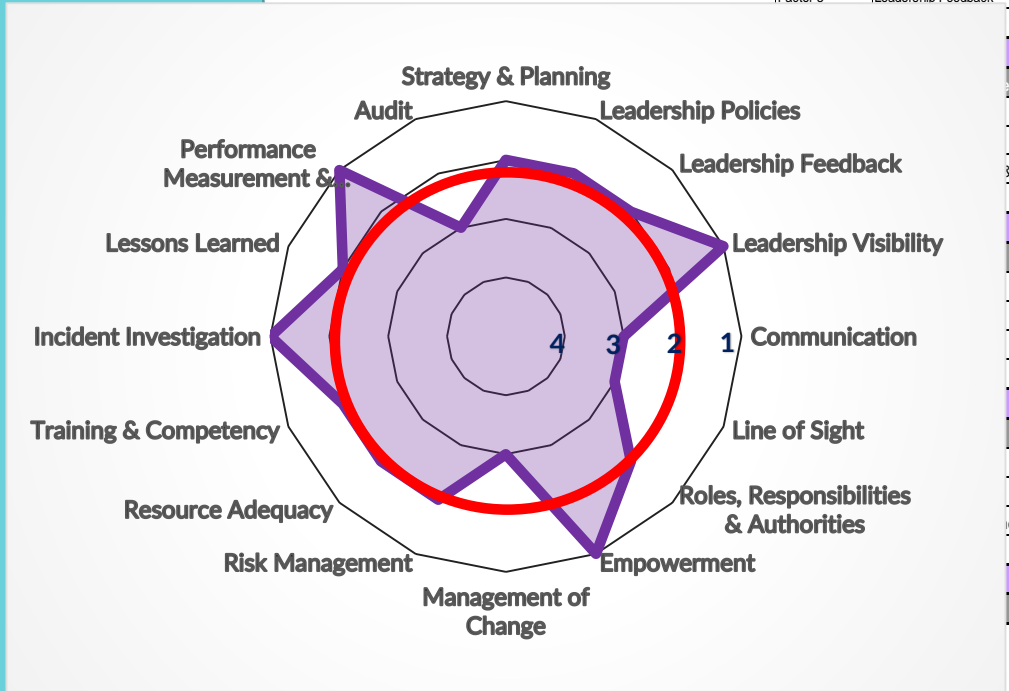 Strategy & Planning
Audit
Leadership Policies
Performance
Measurement &...
Leadership Feedback
Lessons Learned
Leadership Visibility
Incident Investigation
4 3 2 1
Communication
Training & Competency
Line of Sight
Resource Adequacy
Roles, Responsibilities
& Authorities
Risk Management
Empowerment
Management of
Change